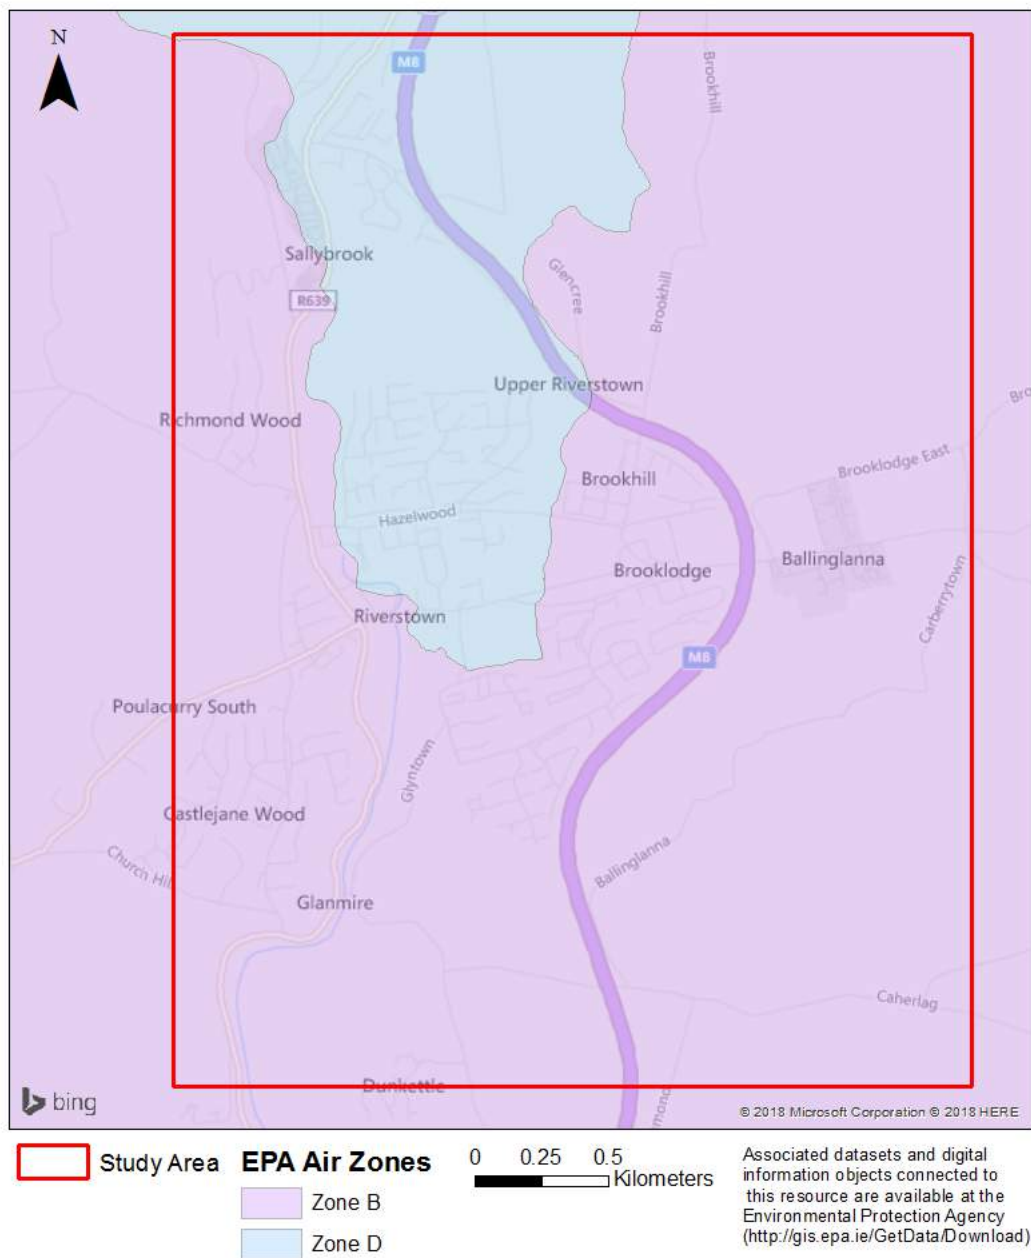 N
M8
Brookhill
Sallybrook
Glencree
R639
Brookhill
Upper Riverstown
Richmond Wood
Bro
Brookhill
Brooklodge East
Hazelwood
Brooklodge
Ballinglanna
Riverstown
Carberrytown
M8
Poulacurry South
Glyntown
Castlejane Wood
Church Hil
Ballinglanna
Glanmire
Caherlag
Dunkettle
mond
bing
© 2018 Microsoft Corporation © 2018 HERE
Study Area
EPA Air Zones
Zone B
Zone D
0 0.25 0.5
Kilometers
Associated datasets and digital
information objects connected to
this resource are available at the
Environmental Protection Agency
(http://gis.epa.ie/GetData/Download)